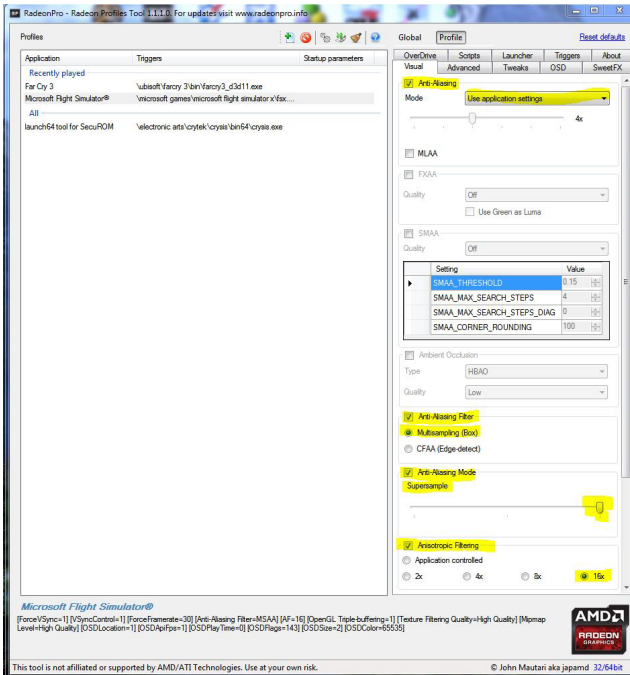 RadeonPro - Radeon Profiles Tool 1.1.1.0. For updates visit www.radeonpro.info
Profiles
Global Profile Reset defaults
Application Triggers Startup parameters
Recently played
Far Cry 3 \ubisoft\farcry 3\bin\farcry3_d3d11.exe
Microsoft Flight Simulator® \microsoft games\microsoft flight simulator x\fsx....
All
launch64 tool for SecuROM \electronic arts\crytek\crysis\bin64\crysis.exe
OverDrive Scripts Launcher Triggers About
Visual Advanced Tweaks OSD SweetFX
Anti-Aliasing
Mode Use application settings
4x
MLAA
FXAA
Quality Off
Use Green as Luma
SMAA
Quality Off
Setting Value
SMAA_THRESHOLD 0.15
SMAA_MAX_SEARCH_STEPS 4
SMAA_MAX_SEARCH_STEPS_DIAG 0
SMAA_CORNER_ROUNDING 100
Ambient Occlusion
Type HBAO
Quality Low
Anti-Aliasing Filter
Multisampling (Box)
CFAA (Edge-detect)
Anti-Aliasing Mode
Supersample
Anisotropic Filtering
Application controlled
2x 4x 8x 16x
Microsoft Flight Simulator®
[ForceVSync=1] [VSyncControl=1] [ForceFramerate=30] [Anti-Aliasing Filter=MSAA] [AF=16] [OpenGL Triple-buffering=1] [Texture Filtering Quality=High Quality] [Mipmap
Level=High Quality] [OSDLocation=1] [OSDApiFps=1] [OSDPlayTime=0] [OSDFlags=143] [OSDSize=2] [OSDColor=65535]
AMD
RADEON
GRAPHICS
This tool is not afilliated or supported by AMD/ATI Technologies. Use at your own risk. © John Mautari aka japamd 32/64bit